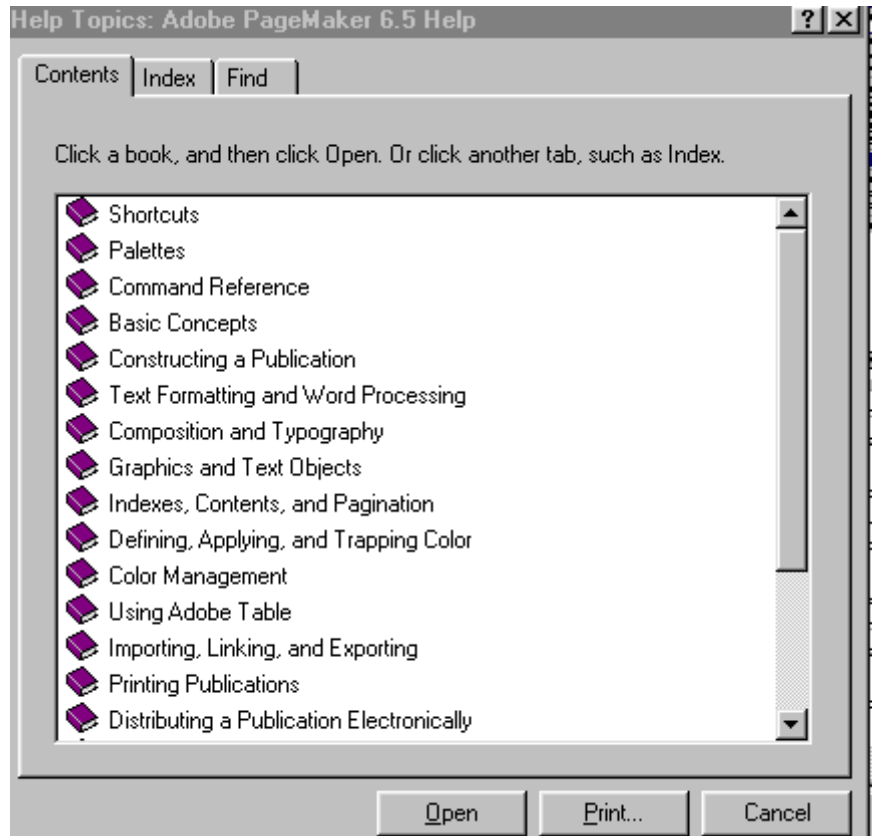 Help Topics: Adobe PageMaker 6.5 Help
Contents Index Find
Click a book, and then click Open. Or click another tab, such as Index.
Shortcuts
Palettes
Command Reference
Basic Concepts
Constructing a Publication
Text Formatting and Word Processing
Composition and Typography
Graphics and Text Objects
Indexes, Contents, and Pagination
Defining, Applying, and Trapping Color
Color Management
Using Adobe Table
Importing, Linking, and Exporting
Printing Publications
Distributing a Publication Electronically
Open Print... Cancel